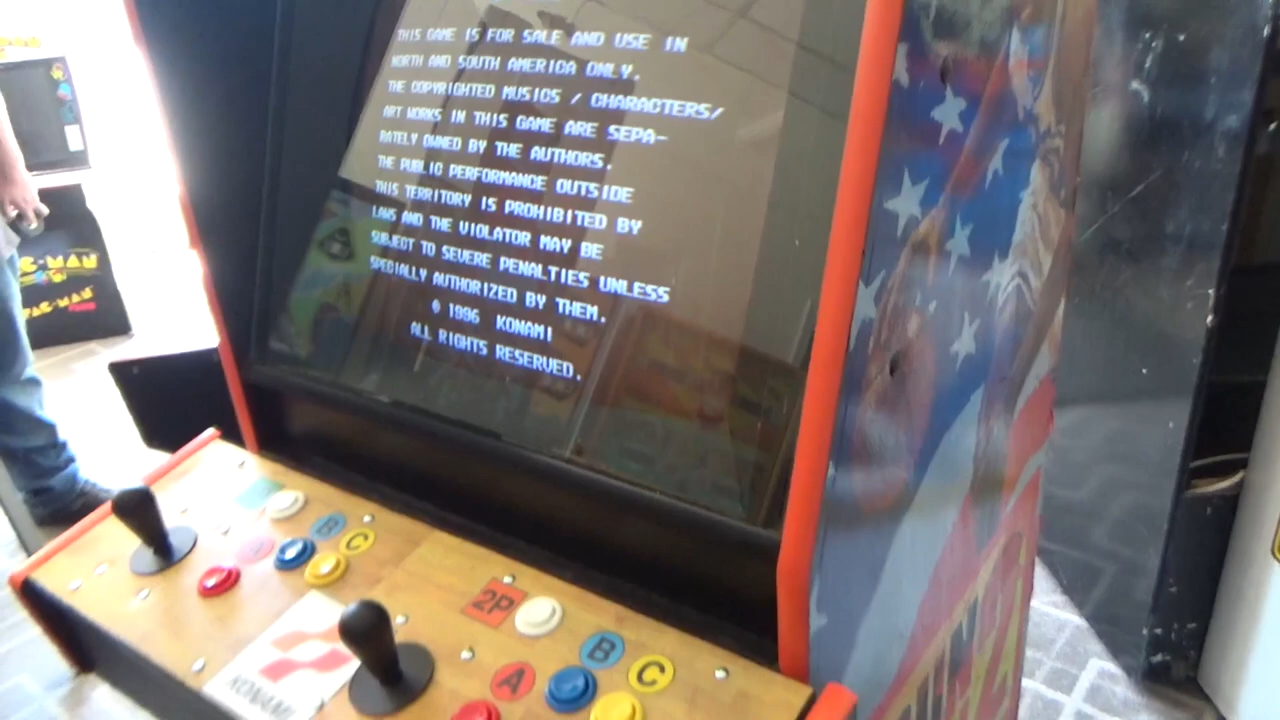 THIS GAME IS FOR SALE AND USE IN
NORTH AND SOUTH AMERICA ONLY.
THE COPYRIGHTED MUSICS / CHARACTERS/
ART WORKS IN THIS GAME ARE SEPA-
RATELY OWNED BY THE AUTHORS.
THE PUBLIC PERFORMANCE OUTSIDE
THIS TERRITORY IS PROHIBITED BY
LAWS AND THE VIOLATOR MAY BE
SUBJECT TO SEVERE PENALTIES UNLESS
SPECIALLY AUTHORIZED BY THEM.
© 1996 KONAMI
ALL RIGHTS RESERVED.
C-MAN
PAC-MAN
B
C
A
2P
B
C
A
KONAMI